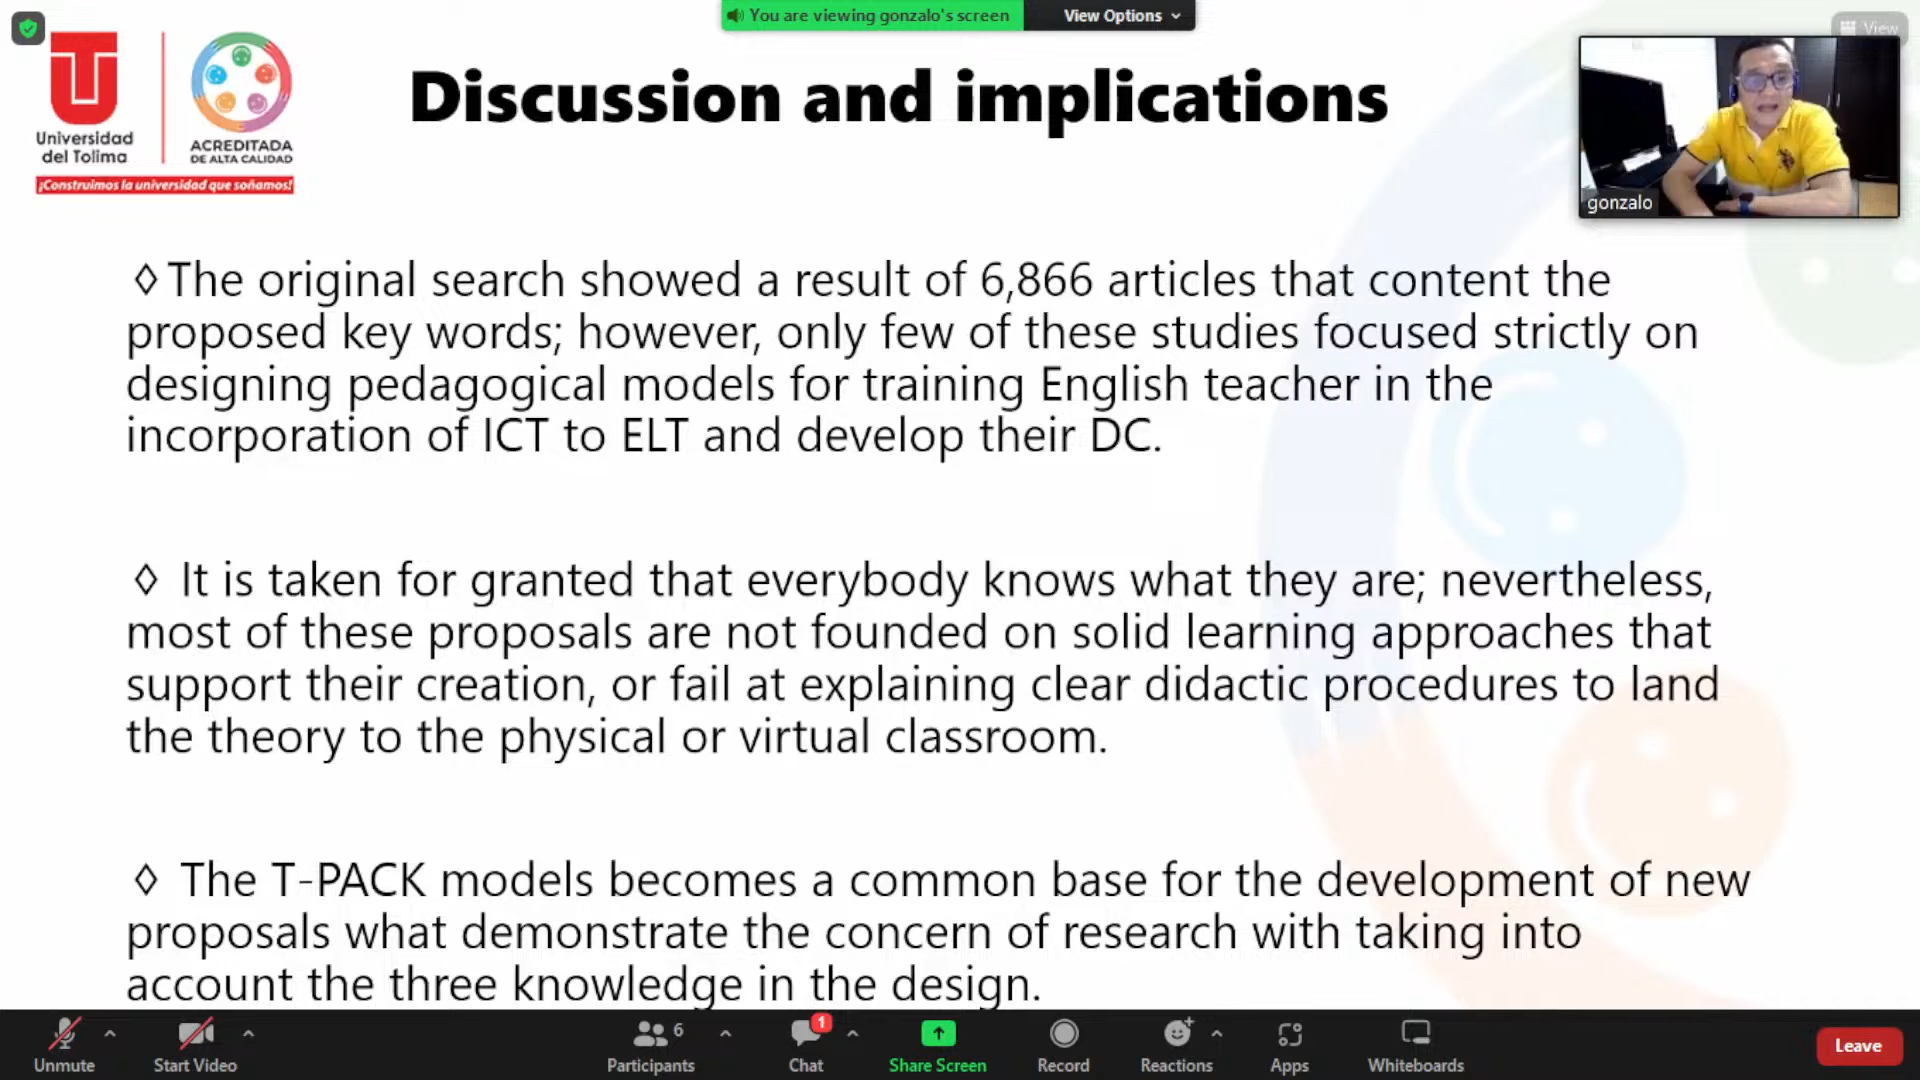 You are viewing gonzalo's screen
View Options
View
Universidad
del Tolima
ACREDITADA
DE ALTA CALIDAD
¡Construimos la universidad que soñamos!
Discussion and implications
gonzalo
◊ The original search showed a result of 6,866 articles that content the
proposed key words; however, only few of these studies focused strictly on
designing pedagogical models for training English teacher in the
incorporation of ICT to ELT and develop their DC.
◊ It is taken for granted that everybody knows what they are; nevertheless,
most of these proposals are not founded on solid learning approaches that
support their creation, or fail at explaining clear didactic procedures to land
the theory to the physical or virtual classroom.
◊ The T-PACK models becomes a common base for the development of new
proposals what demonstrate the concern of research with taking into
account the three knowledge in the design.
Unmute
Start Video
6
Participants
1
Chat
Share Screen
Record
Reactions
Apps
Whiteboards
Leave